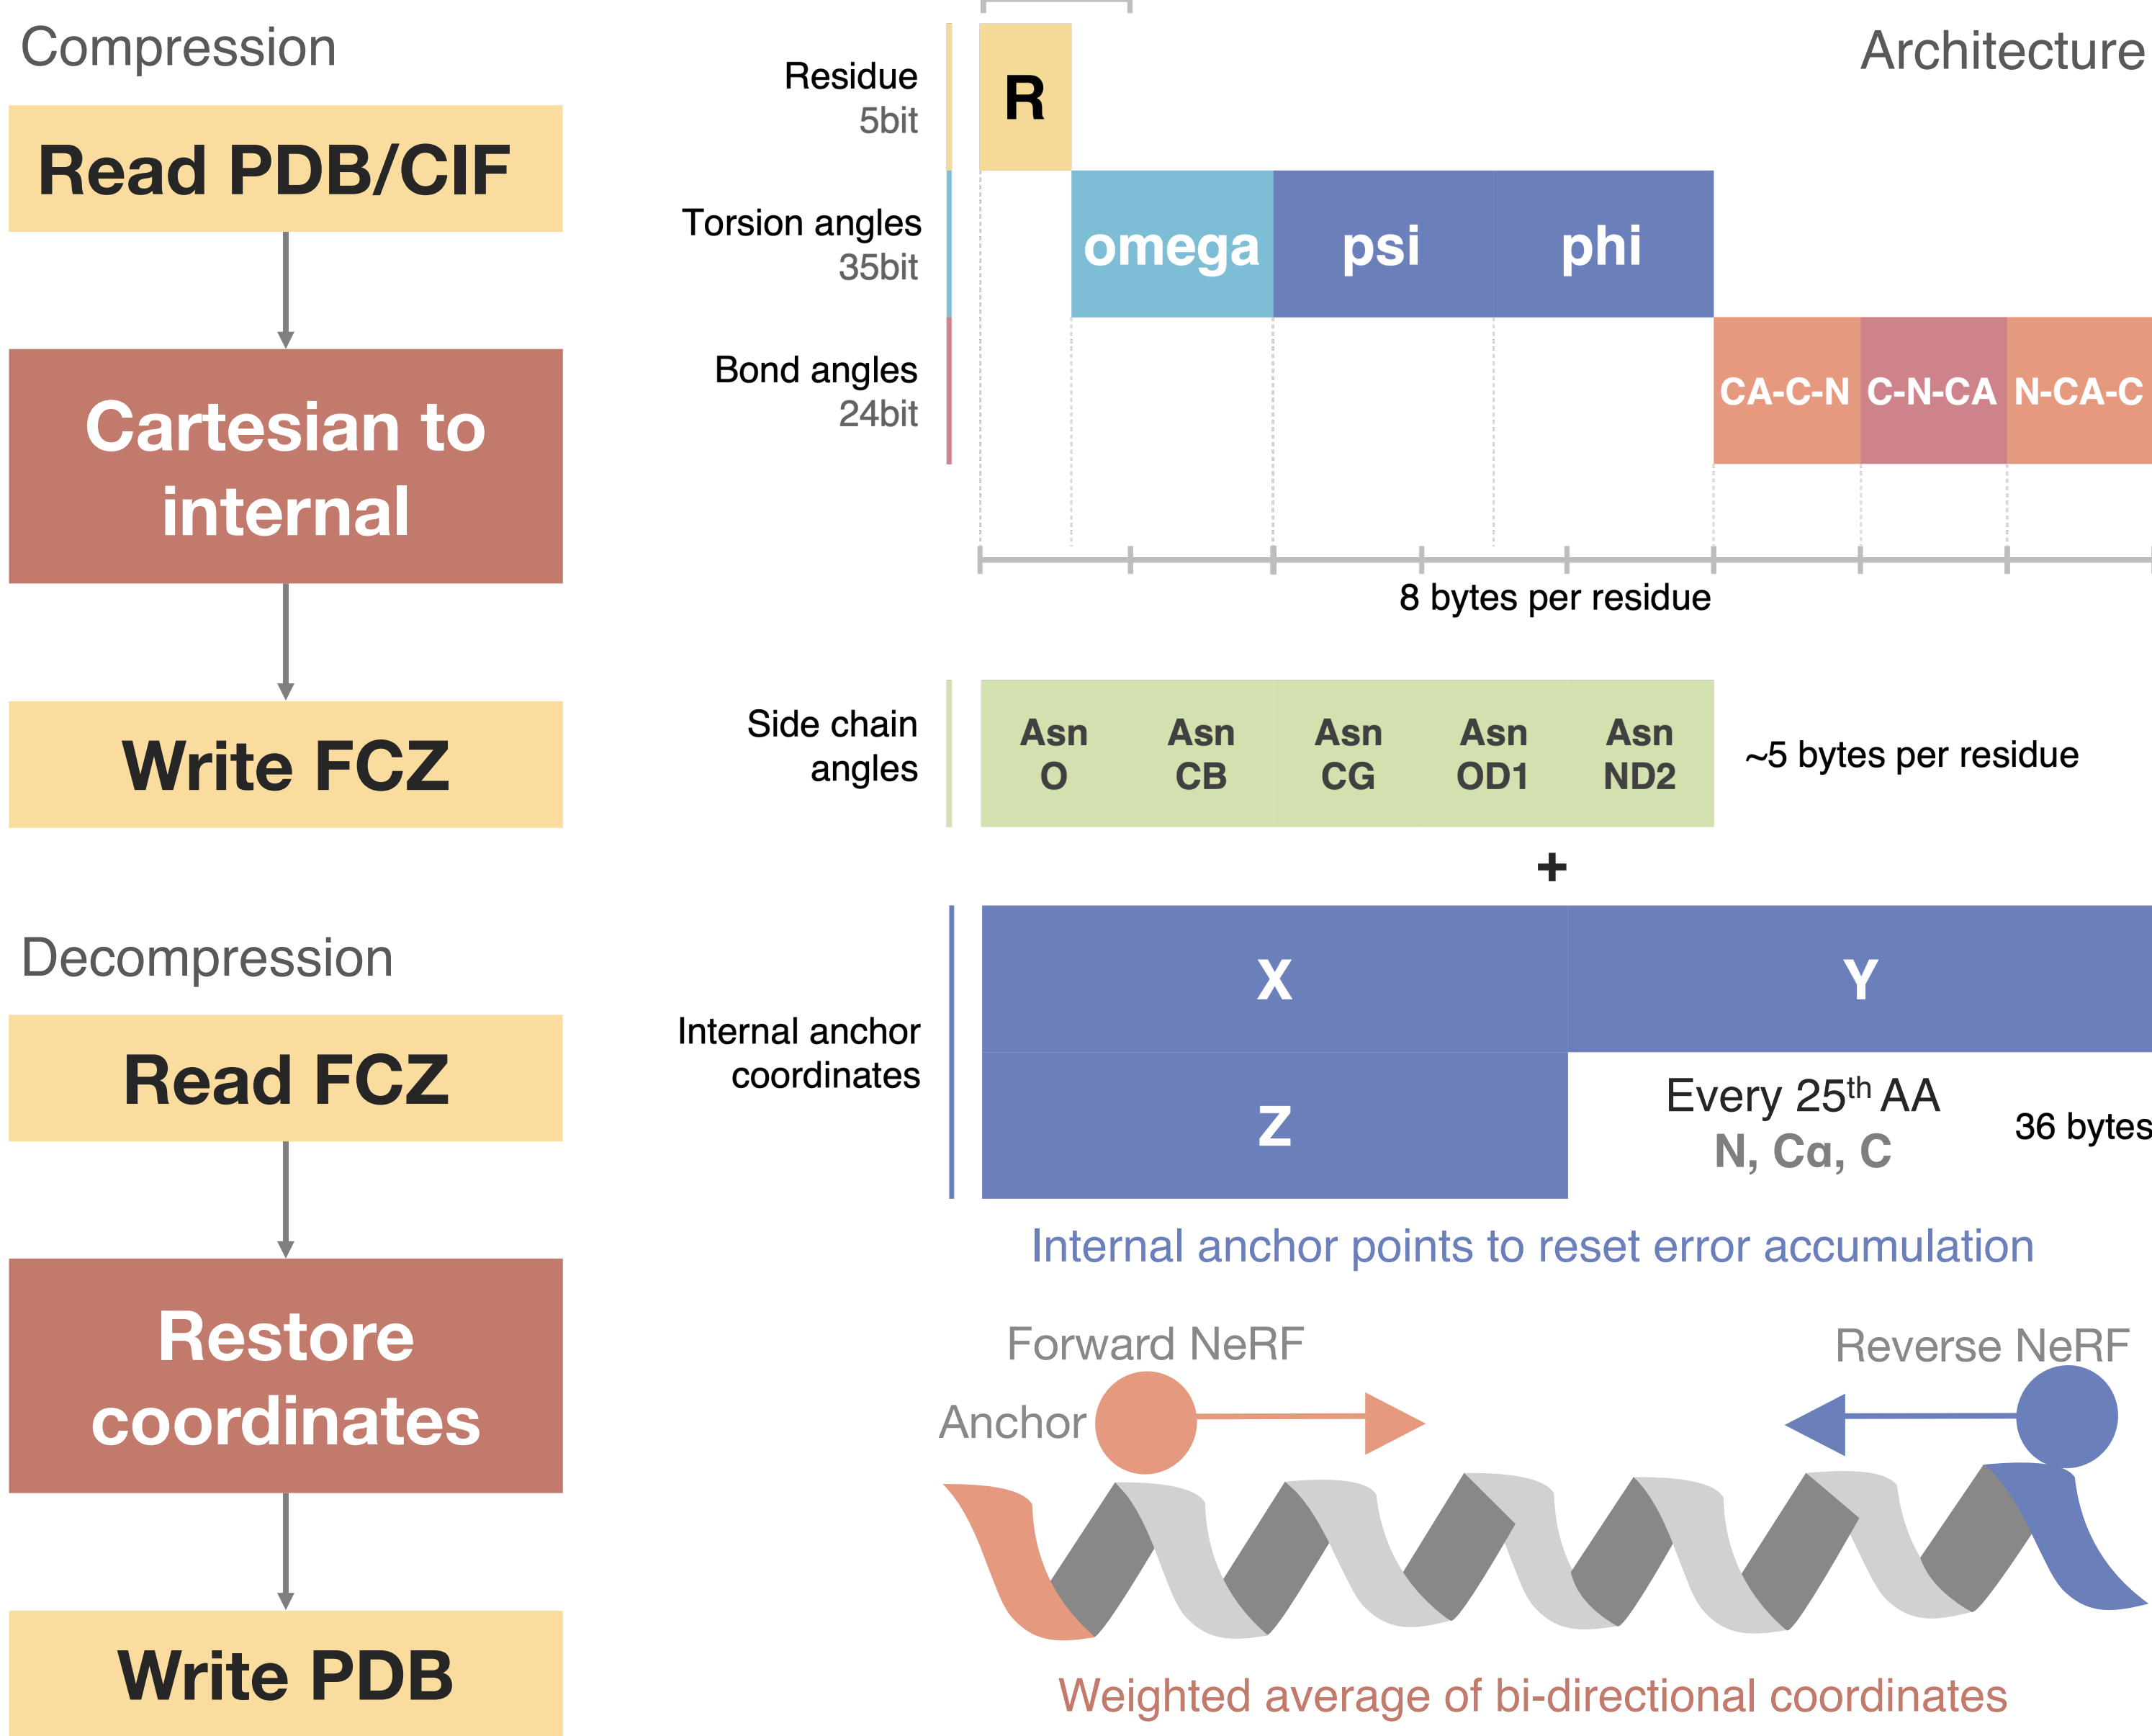 Compression
Read PDB/CIF
Cartesian to
internal
Write FCZ
Decompression
Read FCZ
Restore
coordinates
Write PDB
Architecture
Residue
5bit
R
Torsion angles
35bit
omega psi phi
Bond angles
24bit
CA-C-N C-N-CA N-CA-C
8 bytes per residue
Side chain
angles
Asn Asn Asn Asn Asn
O CB CG OD1 ND2
~5 bytes per residue
+
Internal anchor
coordinates
X Y
Z
Every 25th AA
N, Cα, C
36 bytes
Internal anchor points to reset error accumulation
Forward NeRF
Reverse NeRF
Anchor
Weighted average of bi-directional coordinates